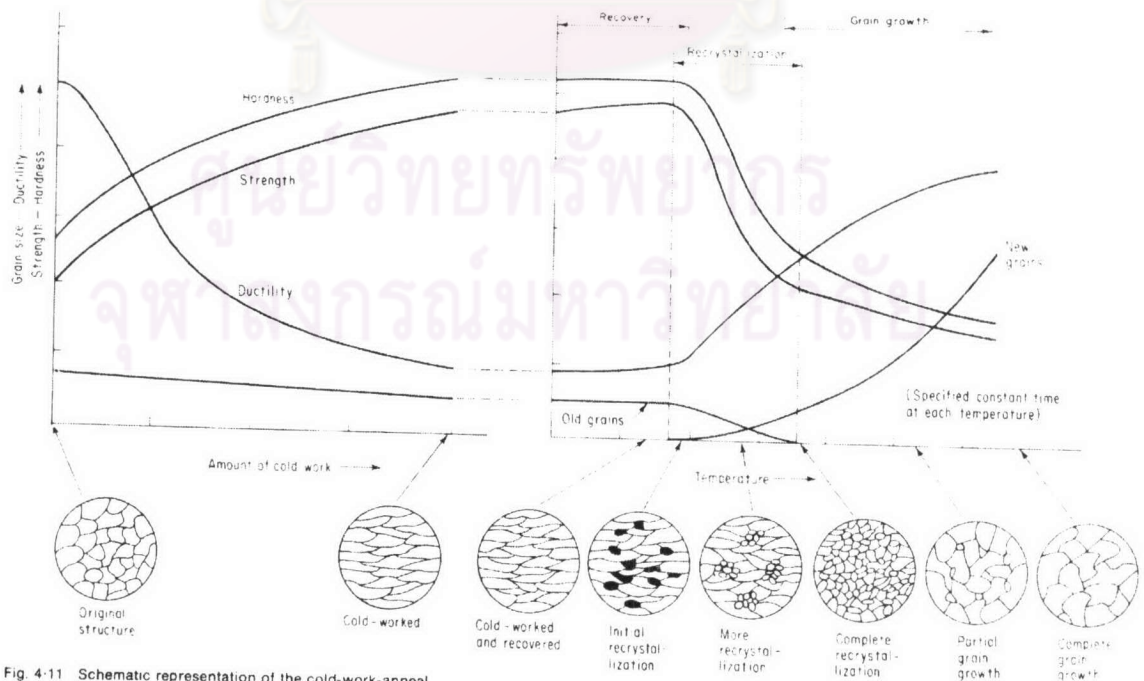 Recovery
Grain growth
Recrystallization
Grain size – Ductility
Strength – Hardness
Hardness
Strength
Ductility
ศูนย์วิทยทรัพยากร
จุฬาลงกรณ์มหาวิทยาลัย
New
grains
Old grains
(Specified constant time
at each temperature)
Amount of cold work
Temperature
Original
structure
Cold-worked
Cold-worked
and recovered
Initial
recrystal-
lization
More
recrystal-
lization
Complete
recrystal-
lization
Partial
grain
growth
Complete
grain
growth
Fig. 4-11 Schematic representation of the cold-work-anneal